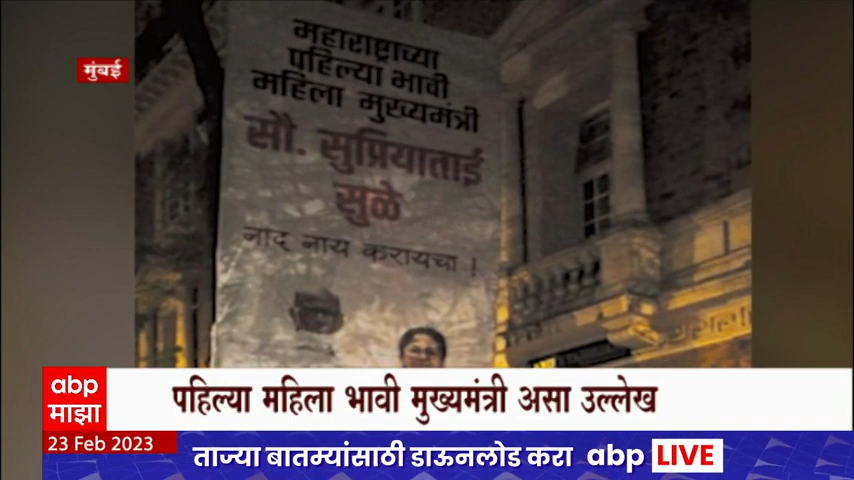 मुंबई
महाराष्ट्राच्या
पहिल्या भावी
महिला मुख्यमंत्री
सौ. सुप्रियाताई
सुळे
नाद नाय करायचा !
abp
माझा
पहिल्या महिला भावी मुख्यमंत्री असा उल्लेख
23 Feb 2023
ताज्या बातम्यांसाठी डाऊनलोड करा abp LIVE